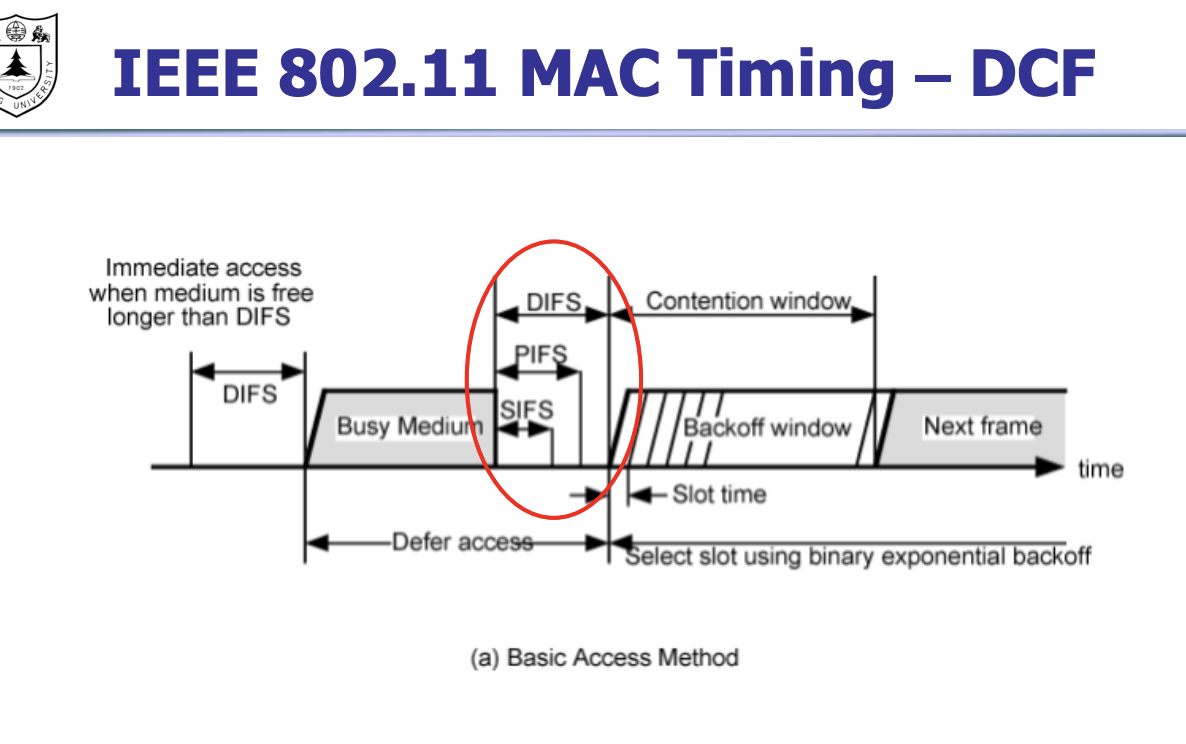 1902
UNIVERSITY
IEEE 802.11 MAC Timing – DCF
Immediate access
when medium is free
longer than DIFS
DIFS
Busy Medium
DIFS
PIFS
SIFS
Contention window
Backoff window
Next frame
time
Slot time
Defer access
Select slot using binary exponential backoff
(a) Basic Access Method